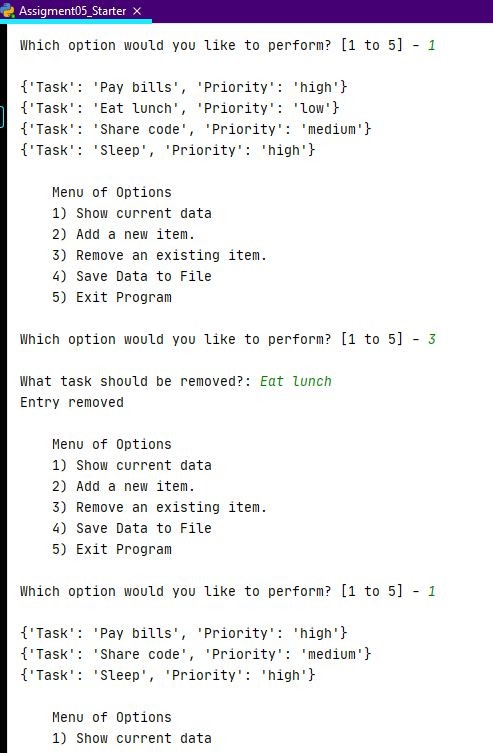 Assigment05_Starter ×
Which option would you like to perform? [1 to 5] - 1
{'Task': 'Pay bills', 'Priority': 'high'}
{'Task': 'Eat lunch', 'Priority': 'low'}
{'Task': 'Share code', 'Priority': 'medium'}
{'Task': 'Sleep', 'Priority': 'high'}
Menu of Options
1) Show current data
2) Add a new item.
3) Remove an existing item.
4) Save Data to File
5) Exit Program
Which option would you like to perform? [1 to 5] - 3
What task should be removed?: Eat lunch
Entry removed
Menu of Options
1) Show current data
2) Add a new item.
3) Remove an existing item.
4) Save Data to File
5) Exit Program
Which option would you like to perform? [1 to 5] - 1
{'Task': 'Pay bills', 'Priority': 'high'}
{'Task': 'Share code', 'Priority': 'medium'}
{'Task': 'Sleep', 'Priority': 'high'}
Menu of Options
1) Show current data